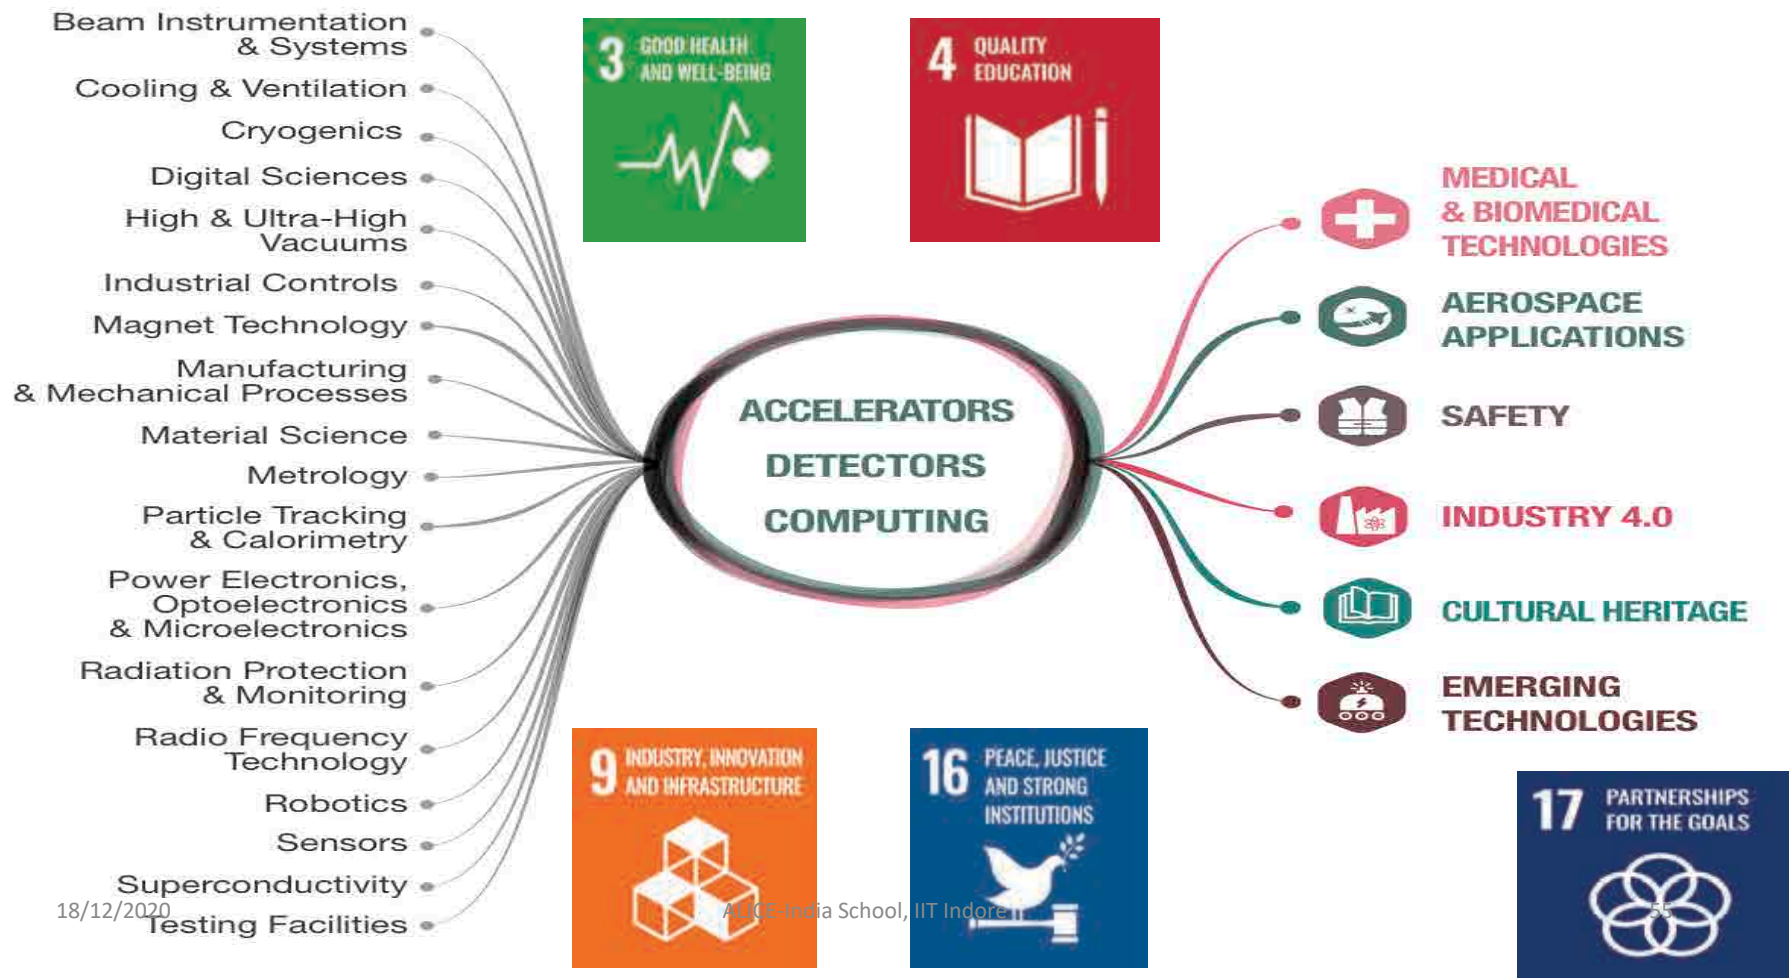 Beam Instrumentation
& Systems
Cooling & Ventilation
Cryogenics
Digital Sciences
High & Ultra-High
Vacuums
Industrial Controls
Magnet Technology
Manufacturing
& Mechanical Processes
Material Science
Metrology
Particle Tracking
& Calorimetry
Power Electronics,
Optoelectronics
& Microelectronics
Radiation Protection
& Monitoring
Radio Frequency
Technology
Robotics
Sensors
Superconductivity
Testing Facilities
3 GOOD HEALTH
AND WELL-BEING
4 QUALITY
EDUCATION
ACCELERATORS
DETECTORS
COMPUTING
9 INDUSTRY, INNOVATION
AND INFRASTRUCTURE
16 PEACE, JUSTICE
AND STRONG
INSTITUTIONS
MEDICAL
& BIOMEDICAL
TECHNOLOGIES
AEROSPACE
APPLICATIONS
SAFETY
INDUSTRY 4.0
CULTURAL HERITAGE
EMERGING
TECHNOLOGIES
17 PARTNERSHIPS
FOR THE GOALS
18/12/2020
ALICE-India School, IIT Indore
55